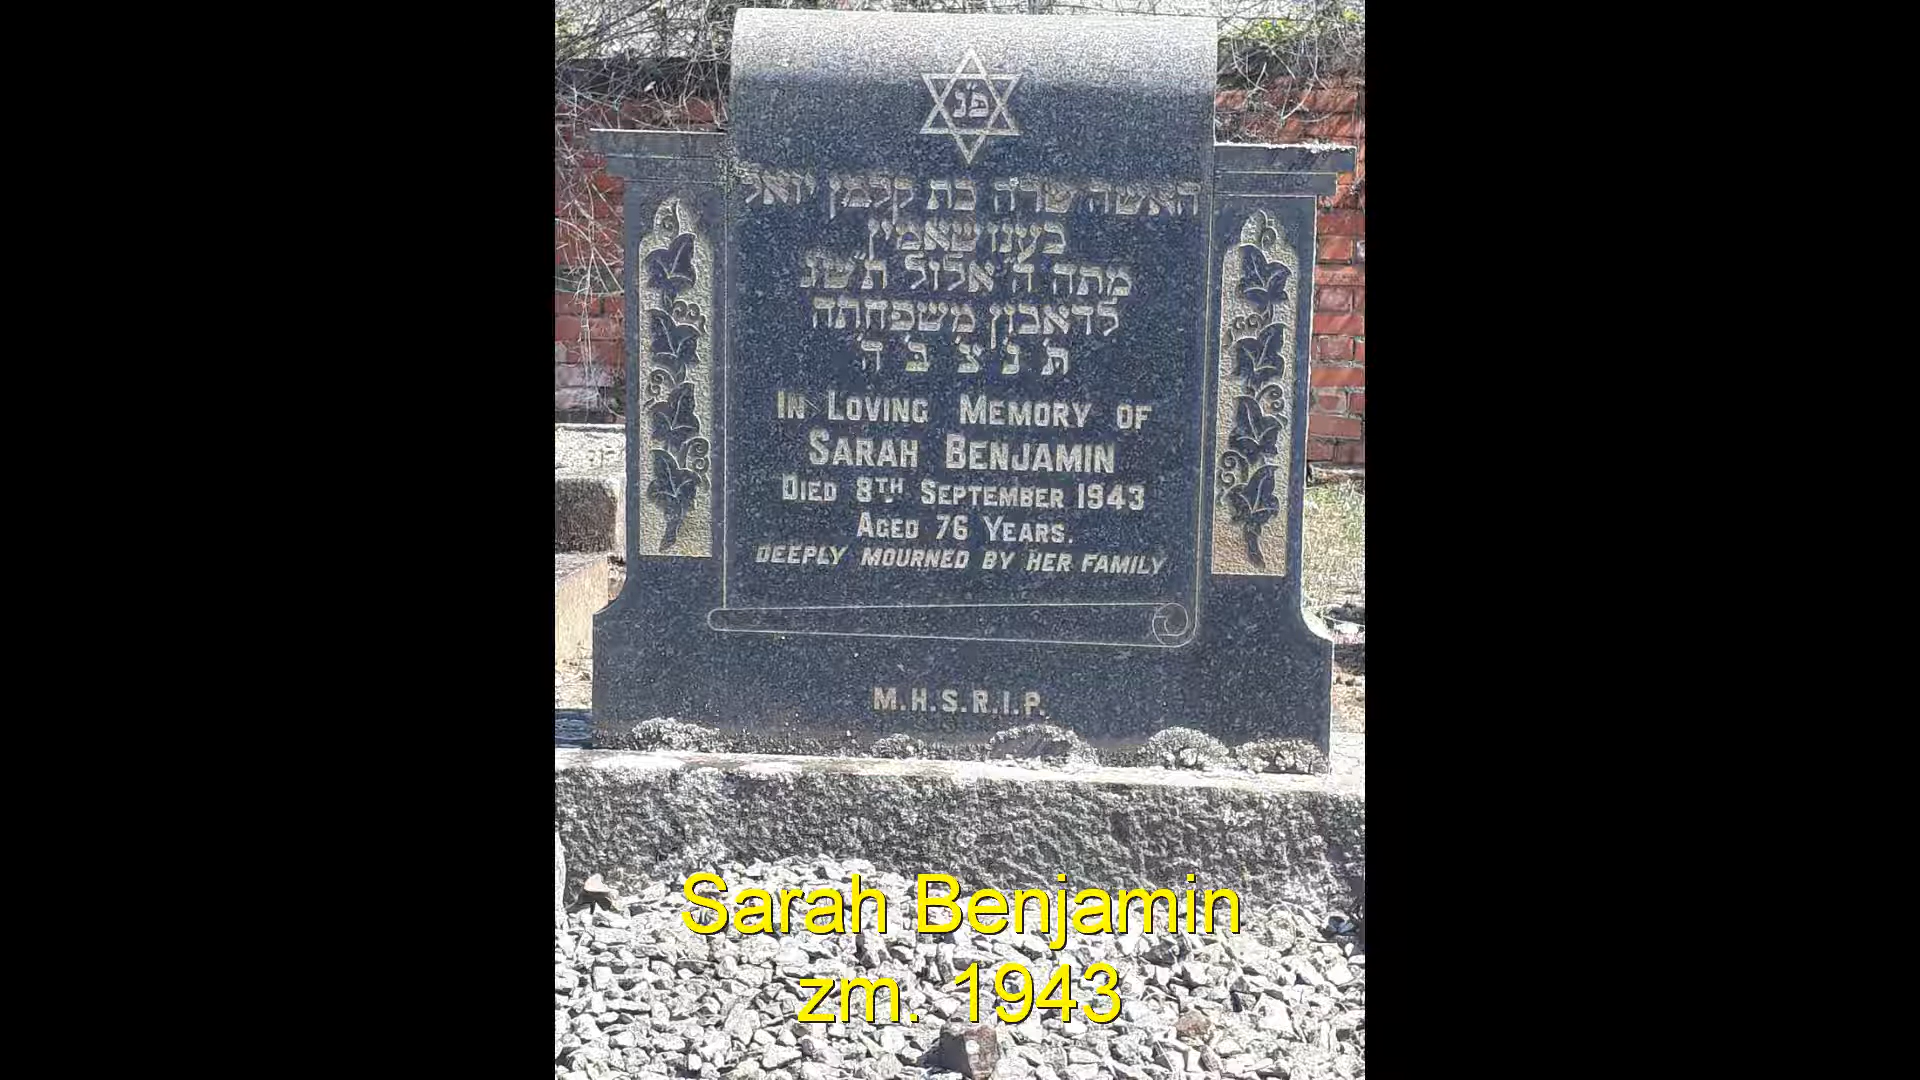 פ״נ
האשה שרה בת קלמן יואל
בענזשאמין
מתה ה׳ אלול ת״ש״ג
לדאבון משפחתה
ת׳ נ׳ צ׳ ב׳ ה׳
IN LOVING MEMORY OF
SARAH BENJAMIN
DIED 8TH SEPTEMBER 1943
AGED 76 YEARS.
DEEPLY MOURNED BY HER FAMILY
M.H.S.R.I.P.
Sarah Benjamin
zm. 1943